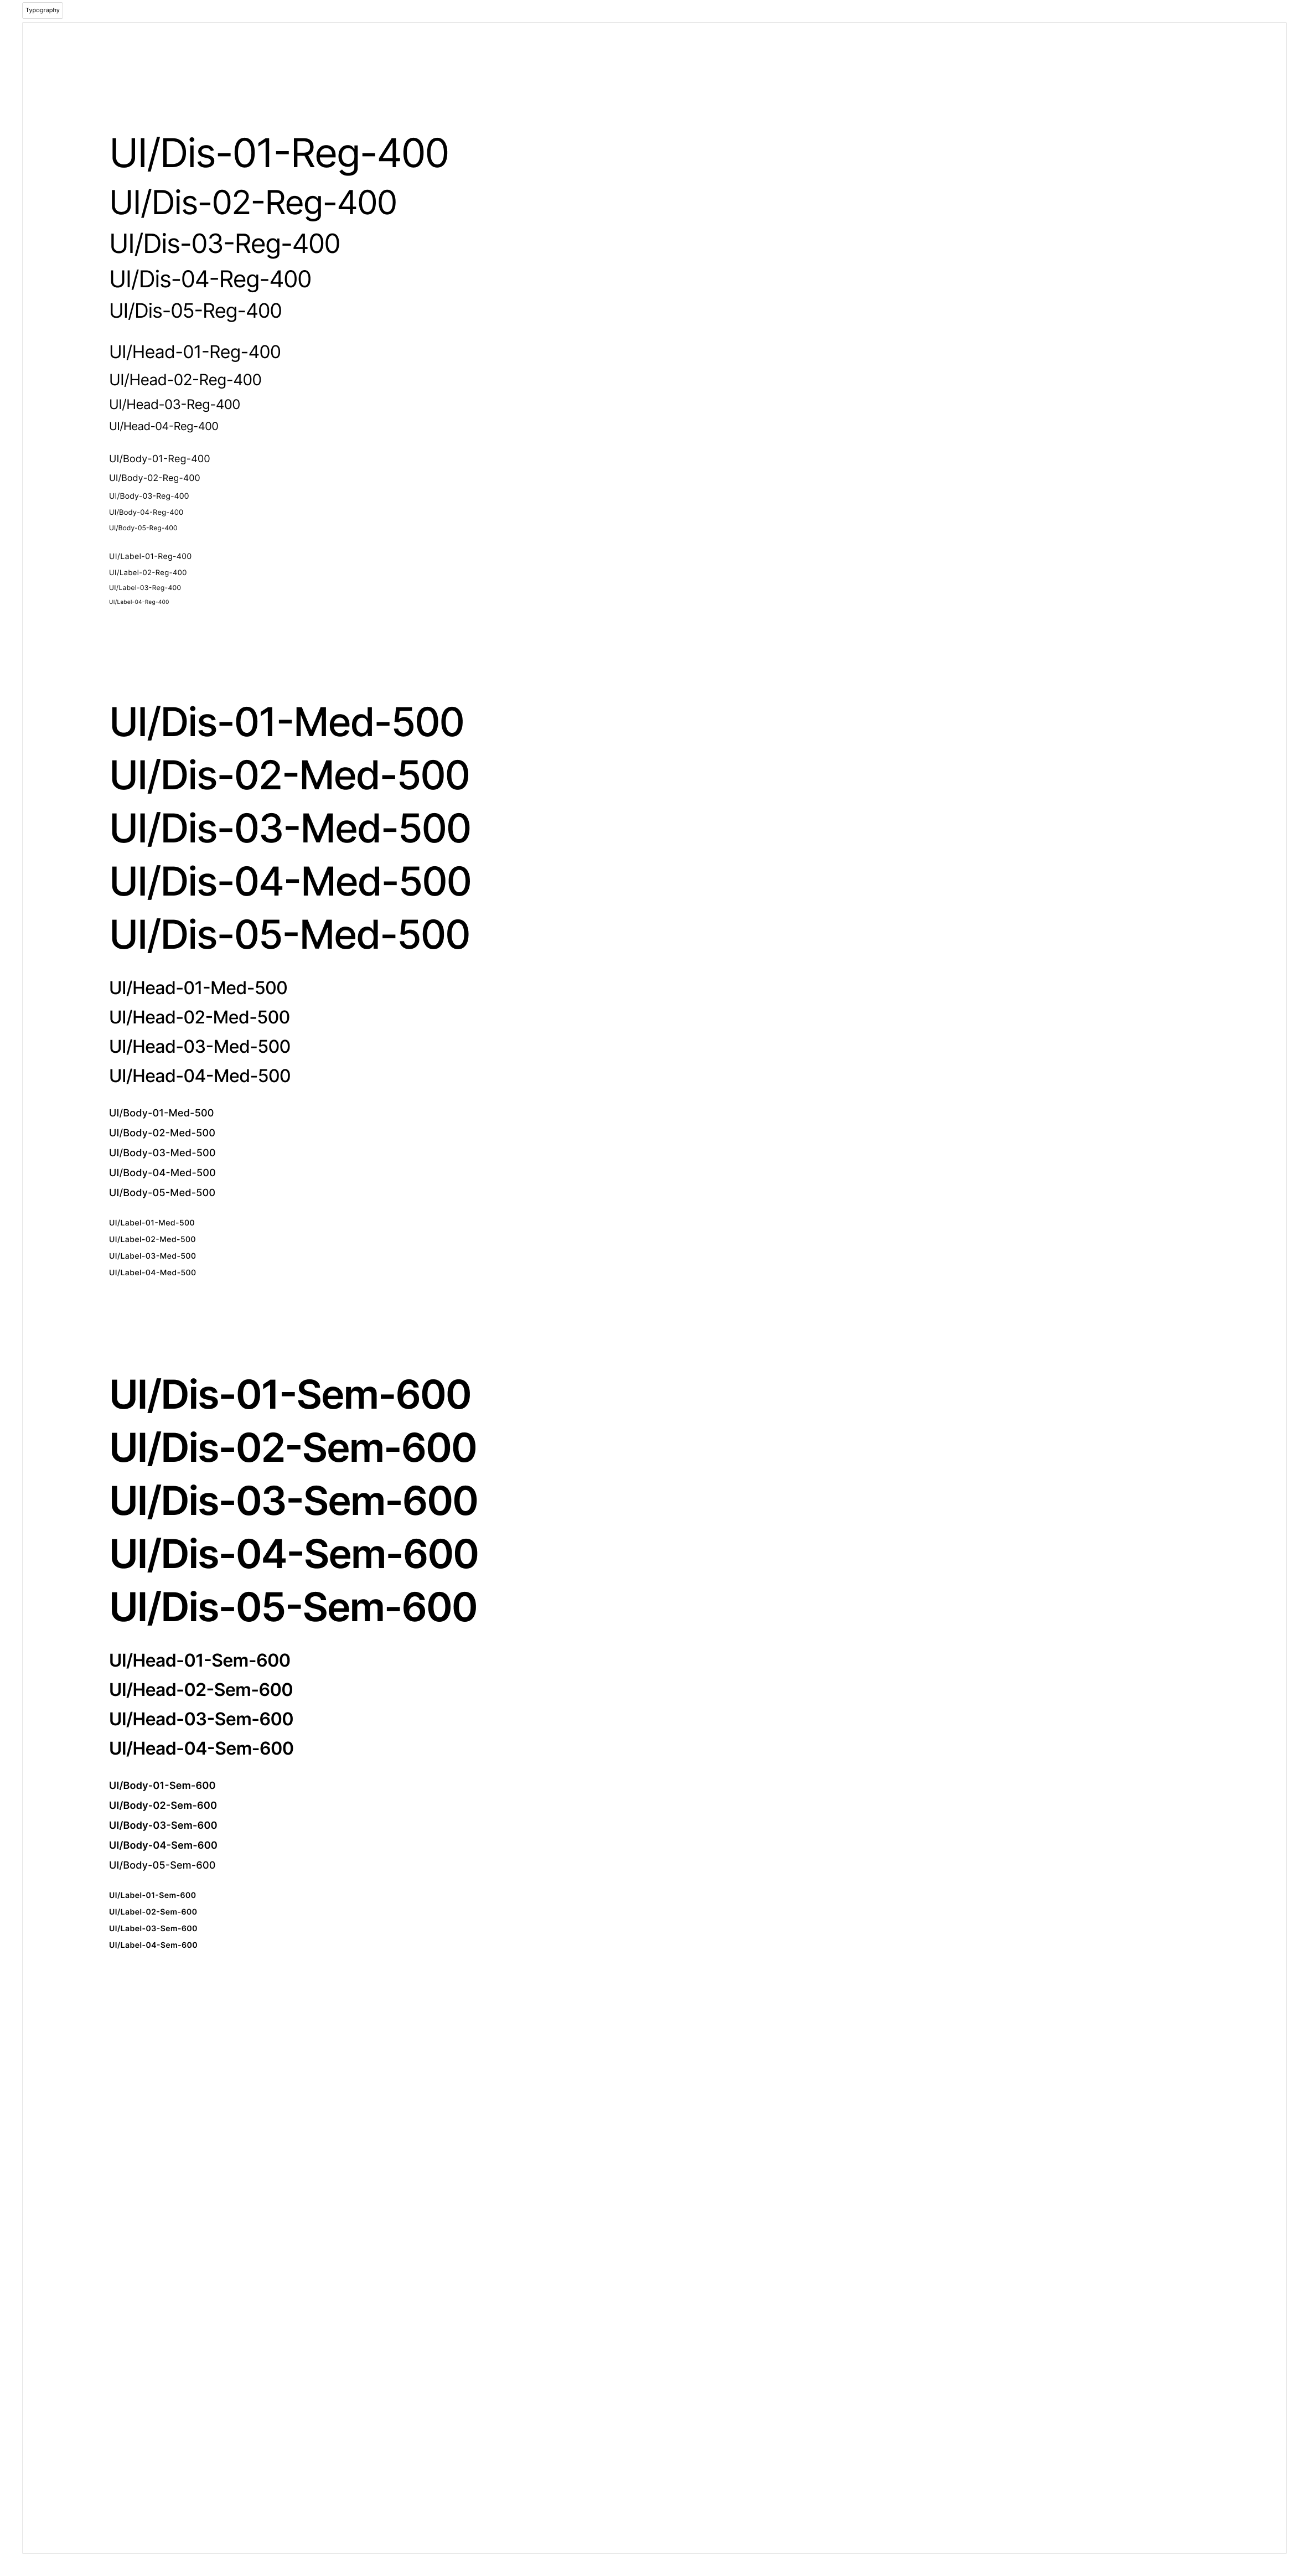 Typography
UI/Dis-01-Reg-400
UI/Dis-02-Reg-400
UI/Dis-03-Reg-400
UI/Dis-04-Reg-400
UI/Dis-05-Reg-400
UI/Head-01-Reg-400
UI/Head-02-Reg-400
UI/Head-03-Reg-400
UI/Head-04-Reg-400
UI/Body-01-Reg-400
UI/Body-02-Reg-400
UI/Body-03-Reg-400
UI/Body-04-Reg-400
UI/Body-05-Reg-400
UI/Label-01-Reg-400
UI/Label-02-Reg-400
UI/Label-03-Reg-400
UI/Label-04-Reg-400
UI/Dis-01-Med-500
UI/Dis-02-Med-500
UI/Dis-03-Med-500
UI/Dis-04-Med-500
UI/Dis-05-Med-500
UI/Head-01-Med-500
UI/Head-02-Med-500
UI/Head-03-Med-500
UI/Head-04-Med-500
UI/Body-01-Med-500
UI/Body-02-Med-500
UI/Body-03-Med-500
UI/Body-04-Med-500
UI/Body-05-Med-500
UI/Label-01-Med-500
UI/Label-02-Med-500
UI/Label-03-Med-500
UI/Label-04-Med-500
UI/Dis-01-Sem-600
UI/Dis-02-Sem-600
UI/Dis-03-Sem-600
UI/Dis-04-Sem-600
UI/Dis-05-Sem-600
UI/Head-01-Sem-600
UI/Head-02-Sem-600
UI/Head-03-Sem-600
UI/Head-04-Sem-600
UI/Body-01-Sem-600
UI/Body-02-Sem-600
UI/Body-03-Sem-600
UI/Body-04-Sem-600
UI/Body-05-Sem-600
UI/Label-01-Sem-600
UI/Label-02-Sem-600
UI/Label-03-Sem-600
UI/Label-04-Sem-600